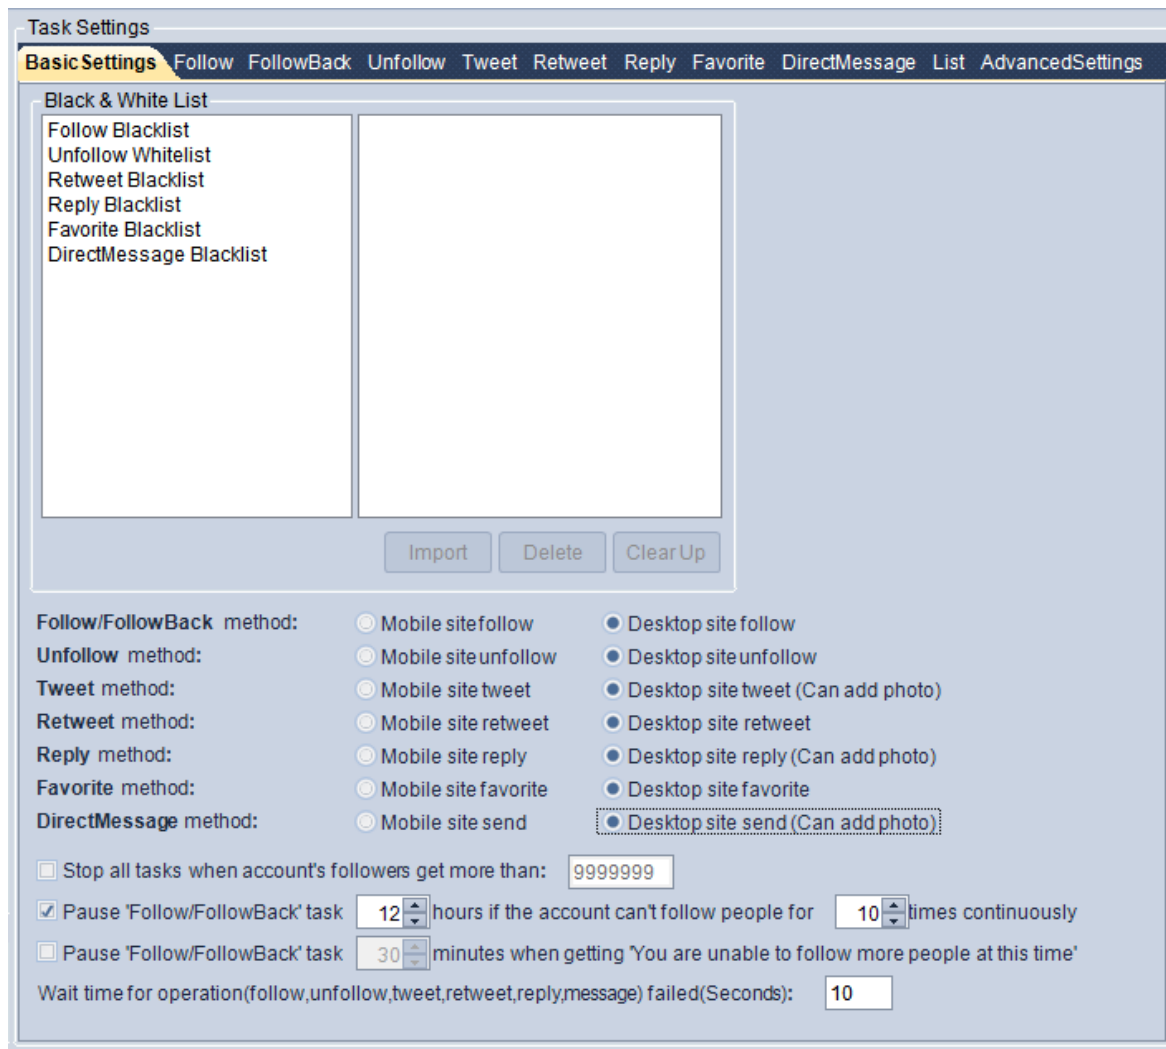 Task Settings
Basic Settings Follow FollowBack Unfollow Tweet Retweet Reply Favorite DirectMessage List AdvancedSettings
Black & White List
Follow Blacklist
Unfollow Whitelist
Retweet Blacklist
Reply Blacklist
Favorite Blacklist
DirectMessage Blacklist
Import Delete Clear Up
Follow/FollowBack method: Mobile site follow Desktop site follow
Unfollow method: Mobile site unfollow Desktop site unfollow
Tweet method: Mobile site tweet Desktop site tweet (Can add photo)
Retweet method: Mobile site retweet Desktop site retweet
Reply method: Mobile site reply Desktop site reply (Can add photo)
Favorite method: Mobile site favorite Desktop site favorite
DirectMessage method: Mobile site send Desktop site send (Can add photo)
Stop all tasks when account's followers get more than: 9999999
Pause 'Follow/FollowBack' task 12 hours if the account can't follow people for 10 times continuously
Pause 'Follow/FollowBack' task 30 minutes when getting 'You are unable to follow more people at this time'
Wait time for operation(follow,unfollow,tweet,retweet,reply,message) failed(Seconds): 10